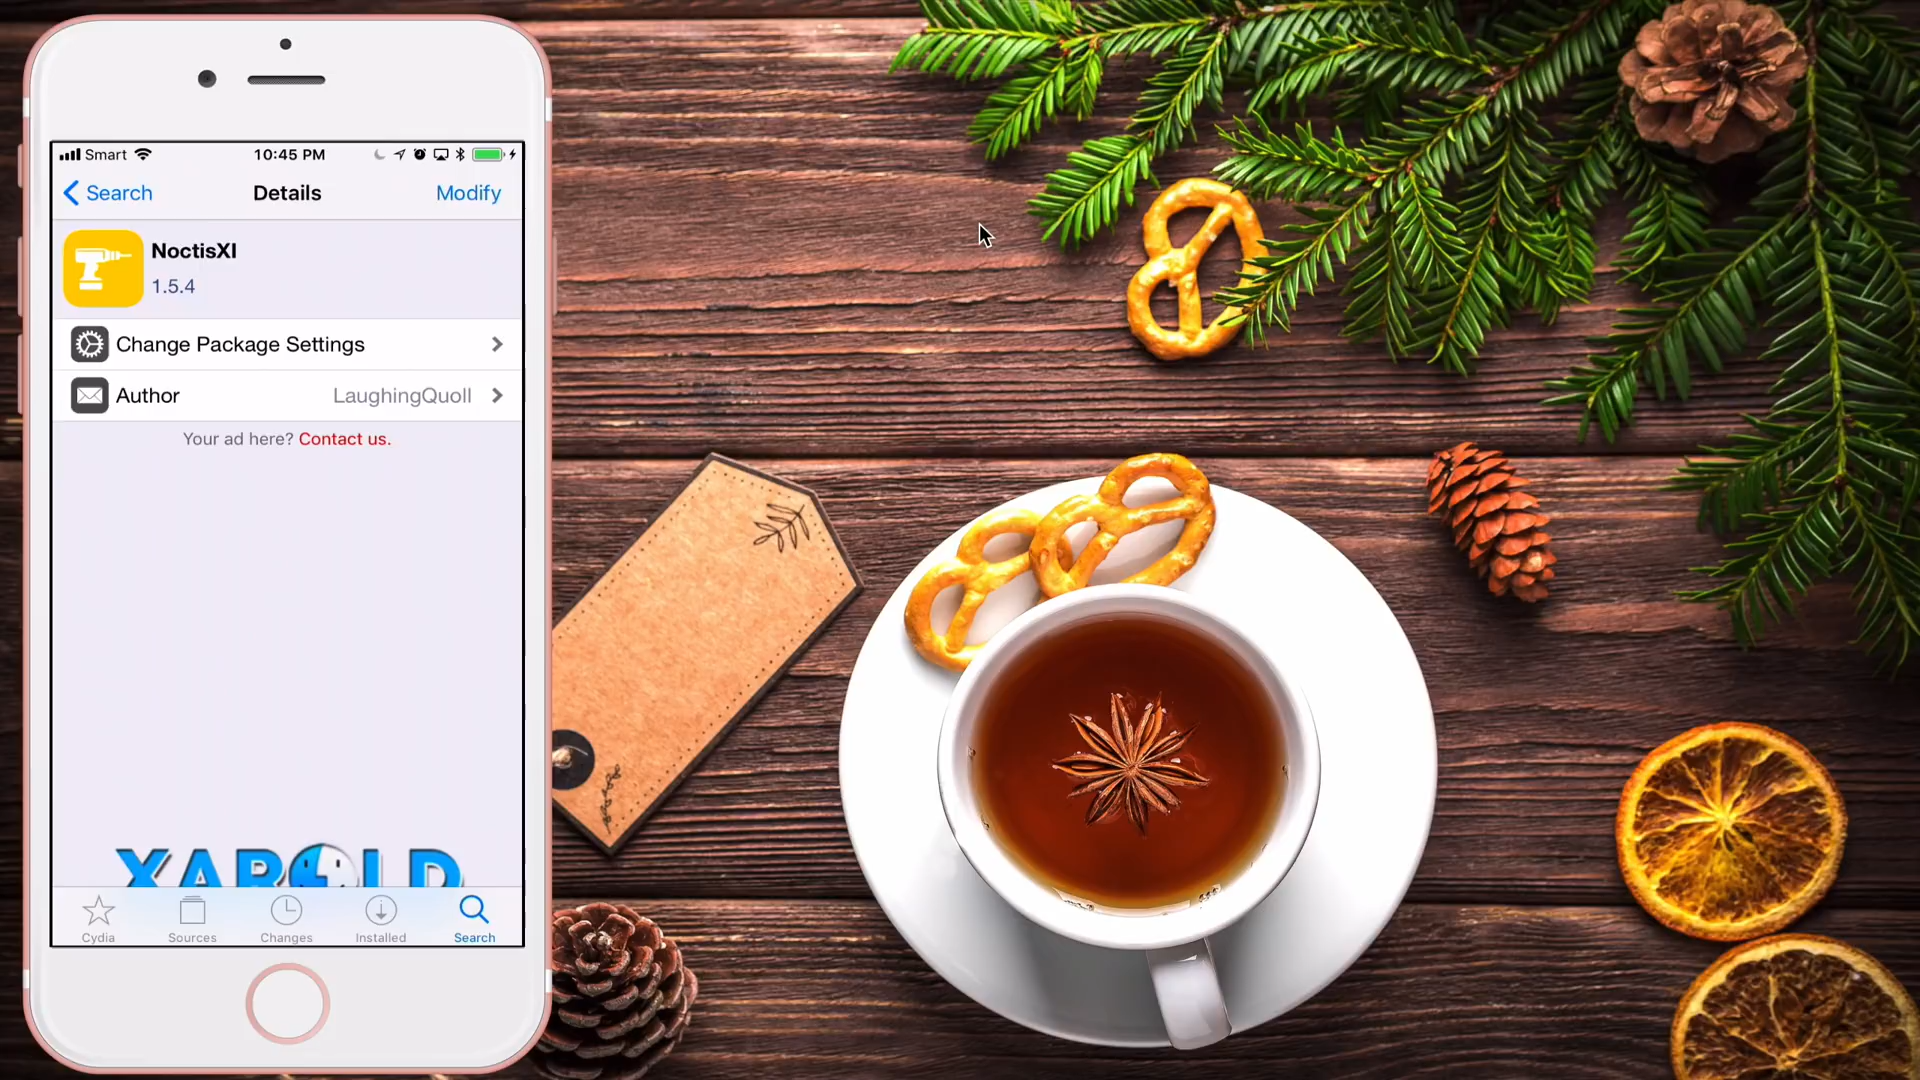 Smart 10:45 PM
Search Details Modify
NoctisXI
1.5.4
Change Package Settings
Author LaughingQuoll
Your ad here? Contact us.
XAROLD
Cydia Sources Changes Installed Search